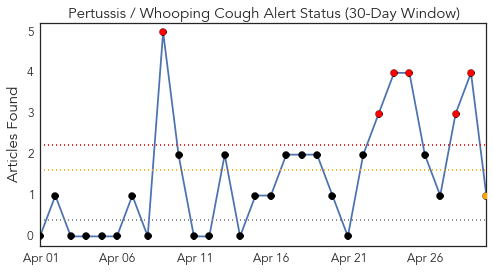 Pertussis / Whooping Cough Alert Status (30-Day Window)
Articles Found
5
4
3
2
1
0
Apr 01 Apr 06 Apr 11 Apr 16 Apr 21 Apr 26